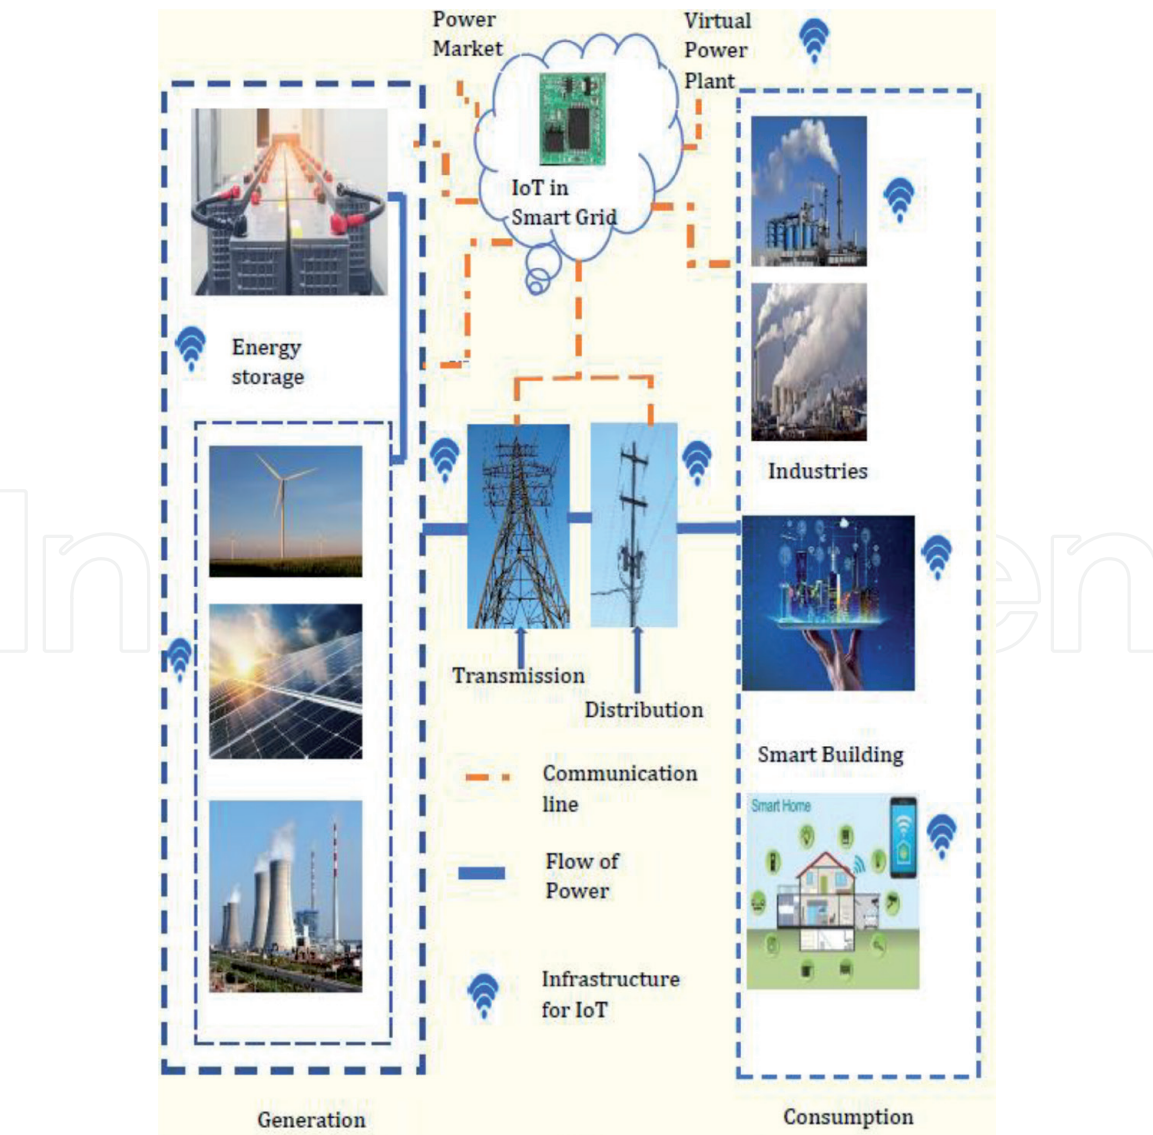 Power
Market
Virtual
Power
Plant
IoT in
Smart Grid
Energy
storage
Industries
Transmission
Distribution
Smart Building
Communication
line
Smart Home
Flow of
Power
Infrastructure
for IoT
Generation
Consumption